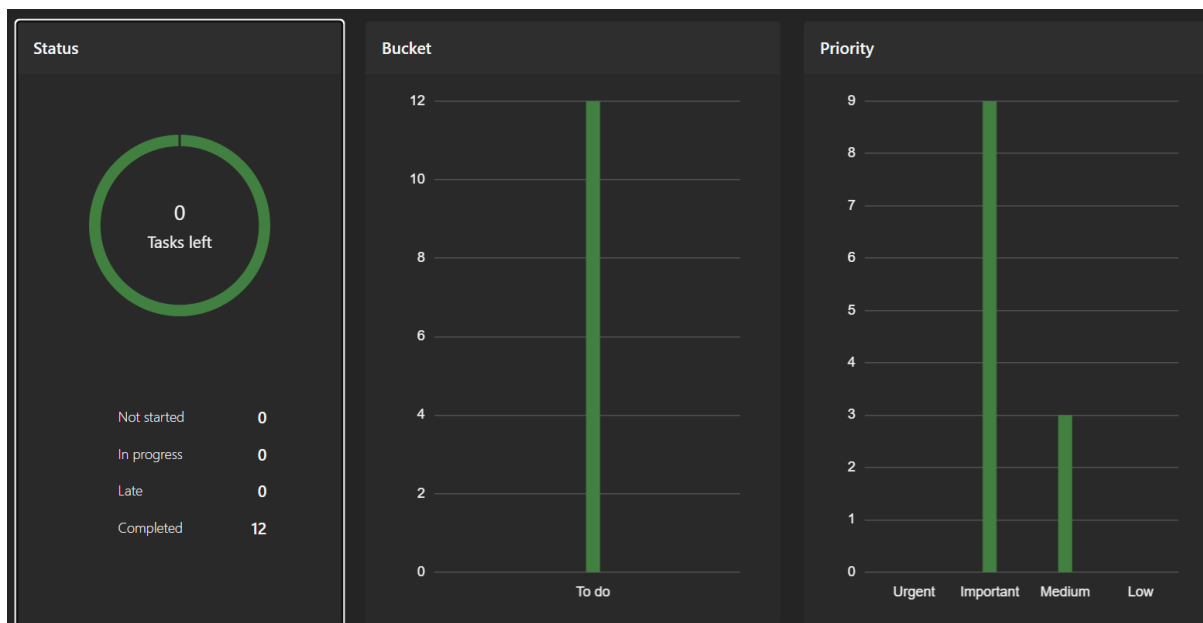 Status
0
Tasks left
Not started 0
In progress 0
Late 0
Completed 12
Bucket
12
10
8
6
4
2
0
To do
Priority
9
8
7
6
5
4
3
2
1
0
Urgent Important Medium Low